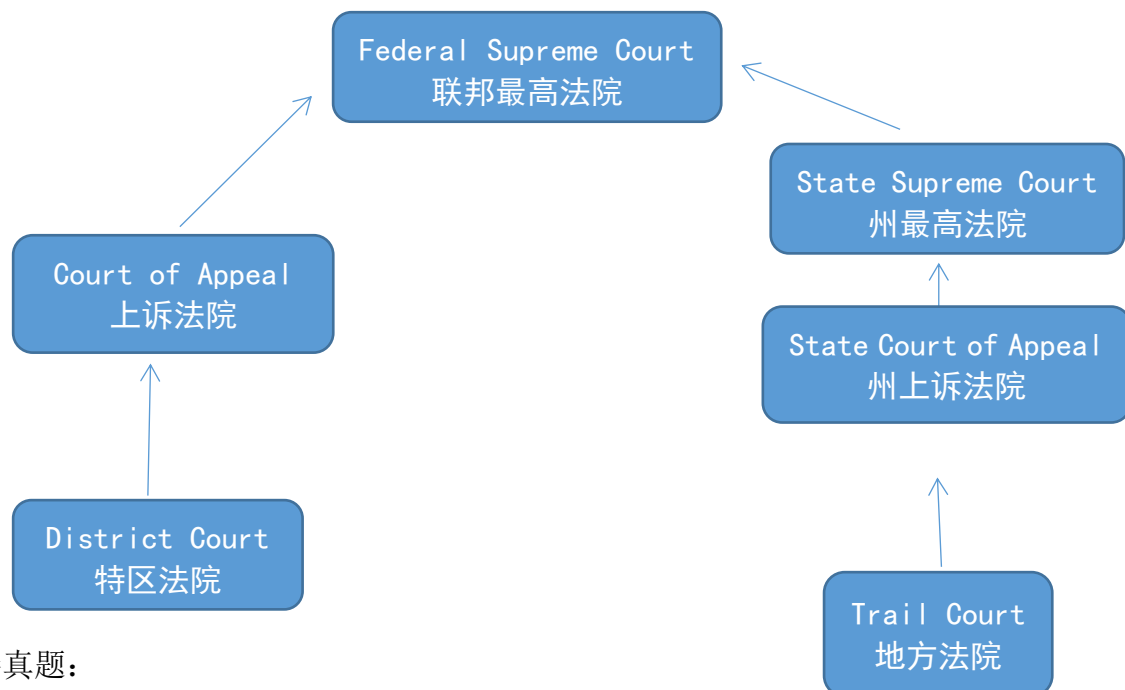 Federal Supreme Court
联邦最高法院
State Supreme Court
州最高法院
Court of Appeal
上诉法院
State Court of Appeal
州上诉法院
District Court
特区法院
Trail Court
地方法院
真题：